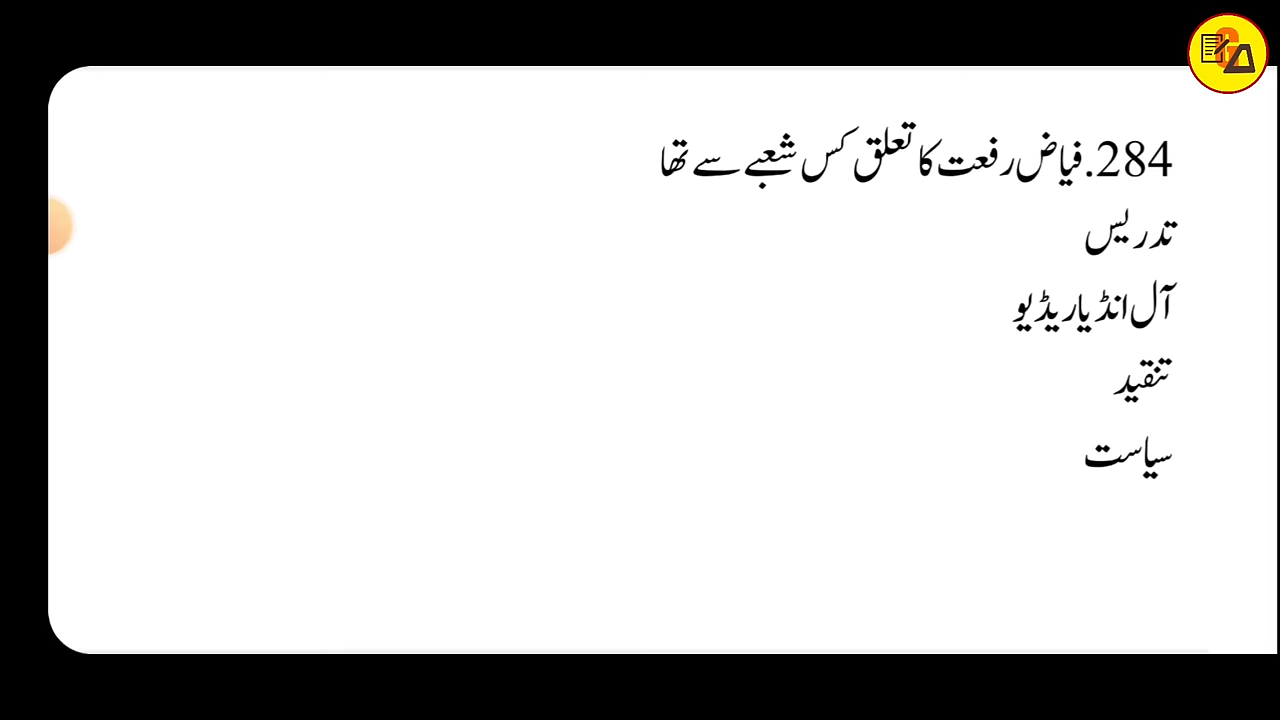 284.فیاض رفعت کا تعلق کس شعبے سے تھا
تدریس
آل انڈیا ریڈیو
تنقید
سیاست